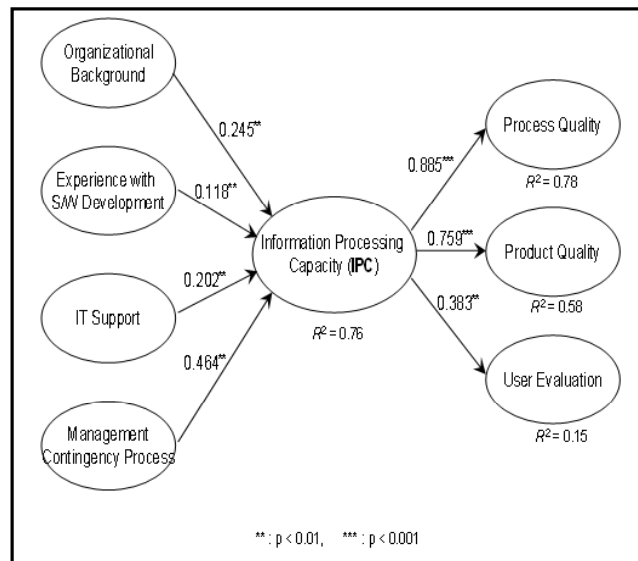 Organizational
Background
0.245**
Process Quality
0.885***
R² = 0.78
Experience with
S/W Development
0.118**
Information Processing
Capacity (IPC)
0.759***
Product Quality
R² = 0.58
IT Support
0.202**
R² = 0.76
0.383**
0.464**
User Evaluation
R² = 0.15
Management
Contingency Process
** : p < 0.01, *** : p < 0.001